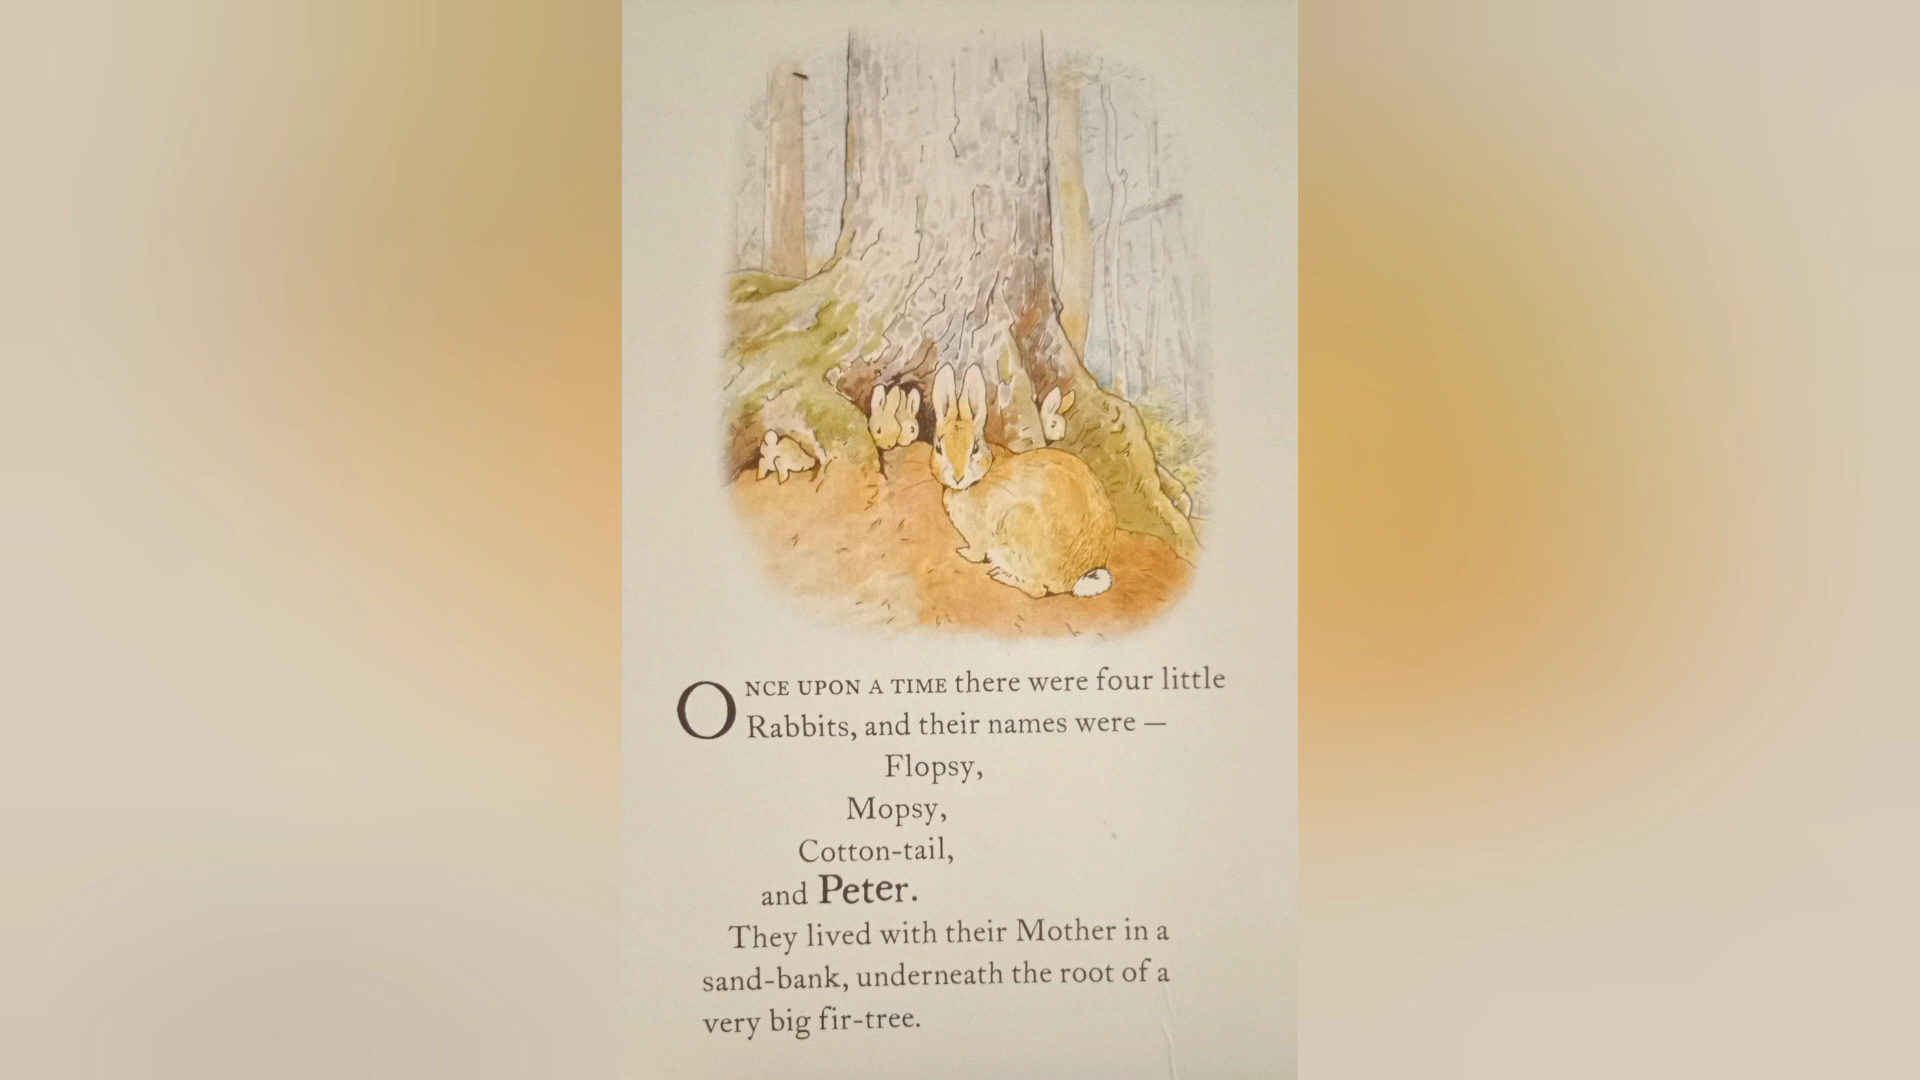 ONCE UPON A TIME there were four little
Rabbits, and their names were —
Flopsy,
Mopsy,
Cotton-tail,
and Peter.
They lived with their Mother in a
sand-bank, underneath the root of a
very big fir-tree.